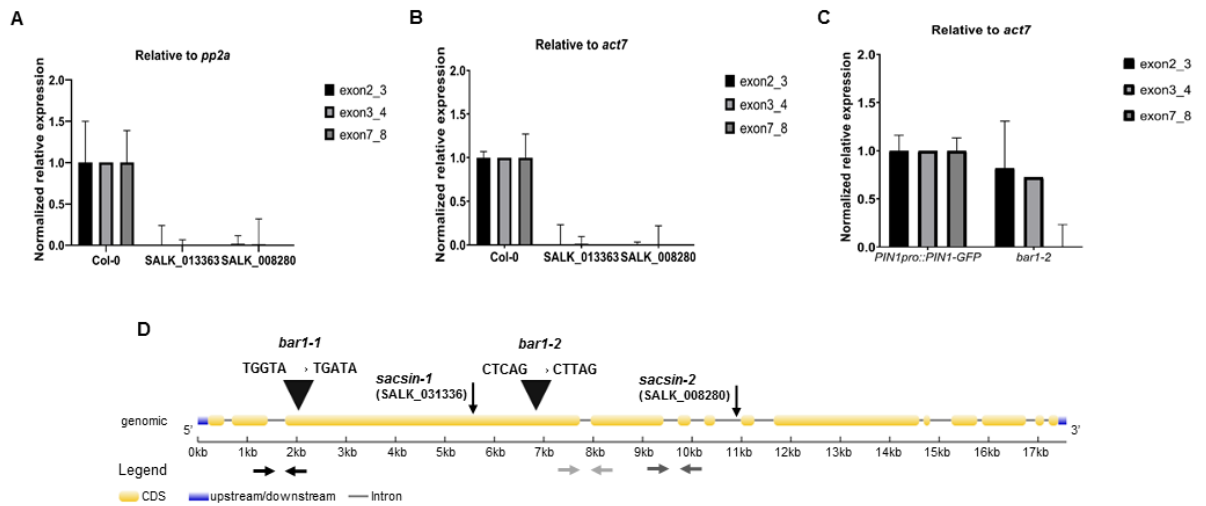 A
Relative to pp2a
Normalized relative expression
2.0
1.5
1.0
0.5
0.0
Col-0
SALK_013363
SALK_008280
exon2_3
exon3_4
exon7_8
B
Relative to act7
Normalized relative expression
2.0
1.5
1.0
0.5
0.0
Col-0
SALK_013363
SALK_008280
exon2_3
exon3_4
exon7_8
C
Relative to act7
Normalized relative expression
2.0
1.5
1.0
0.5
0.0
PIN1pro::PIN1-GFP
bar1-2
exon2_3
exon3_4
exon7_8
D
bar1-1
TGGTA → TGATA
bar1-2
CTCAG → CTTAG
sacsin-1
(SALK_031336)
sacsin-2
(SALK_008280)
genomic
5'
3'
0kb 1kb 2kb 3kb 4kb 5kb 6kb 7kb 8kb 9kb 10kb 11kb 12kb 13kb 14kb 15kb 16kb 17kb
Legend
CDS upstream/downstream Intron